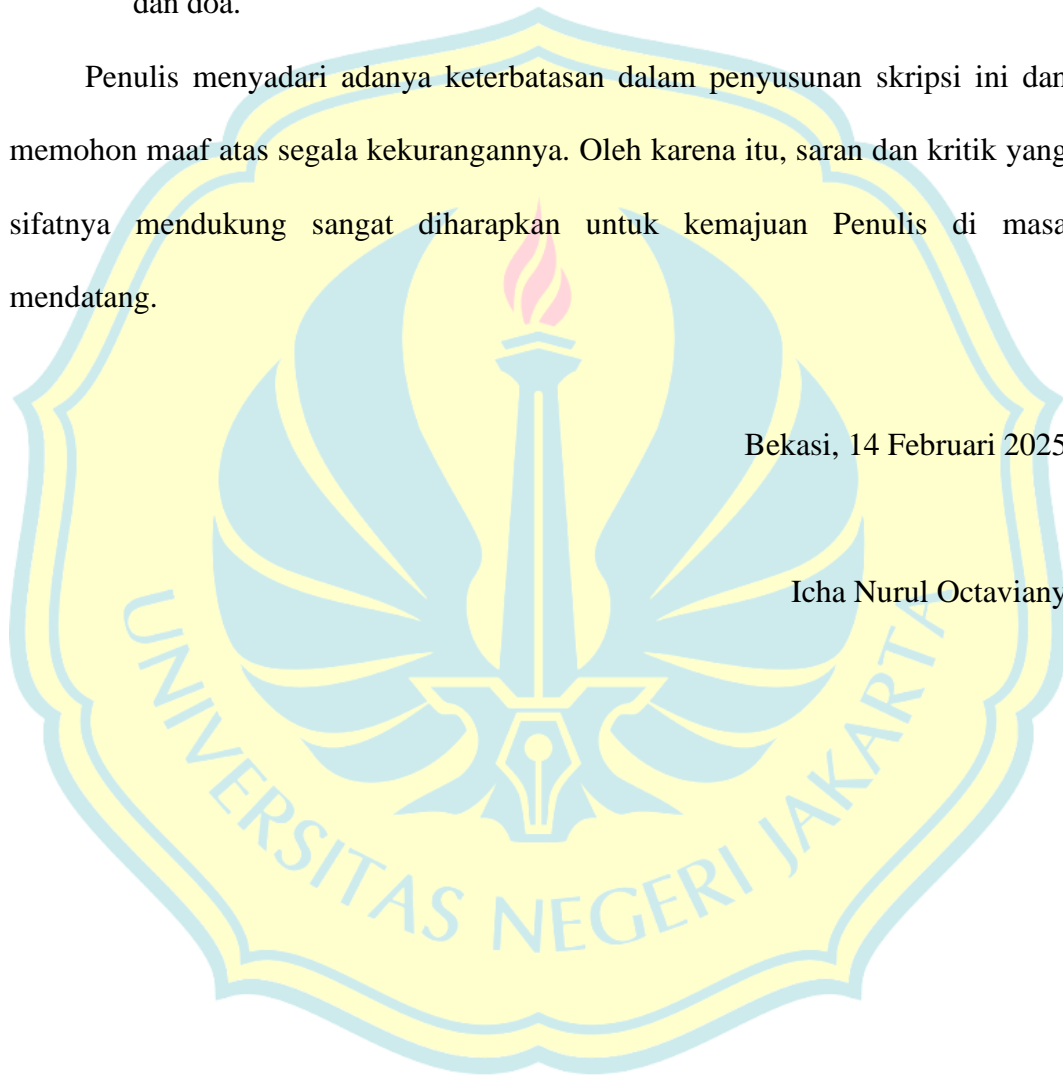 dan doa.
Penulis menyadari adanya keterbatasan dalam penyusunan skripsi ini dan
memohon maaf atas segala kekurangannya. Oleh karena itu, saran dan kritik yang
sifatnya mendukung sangat diharapkan untuk kemajuan Penulis di masa
mendatang.
Bekasi, 14 Februari 2025
Icha Nurul Octaviany
UNIVERSITAS NEGERI JAKARTA